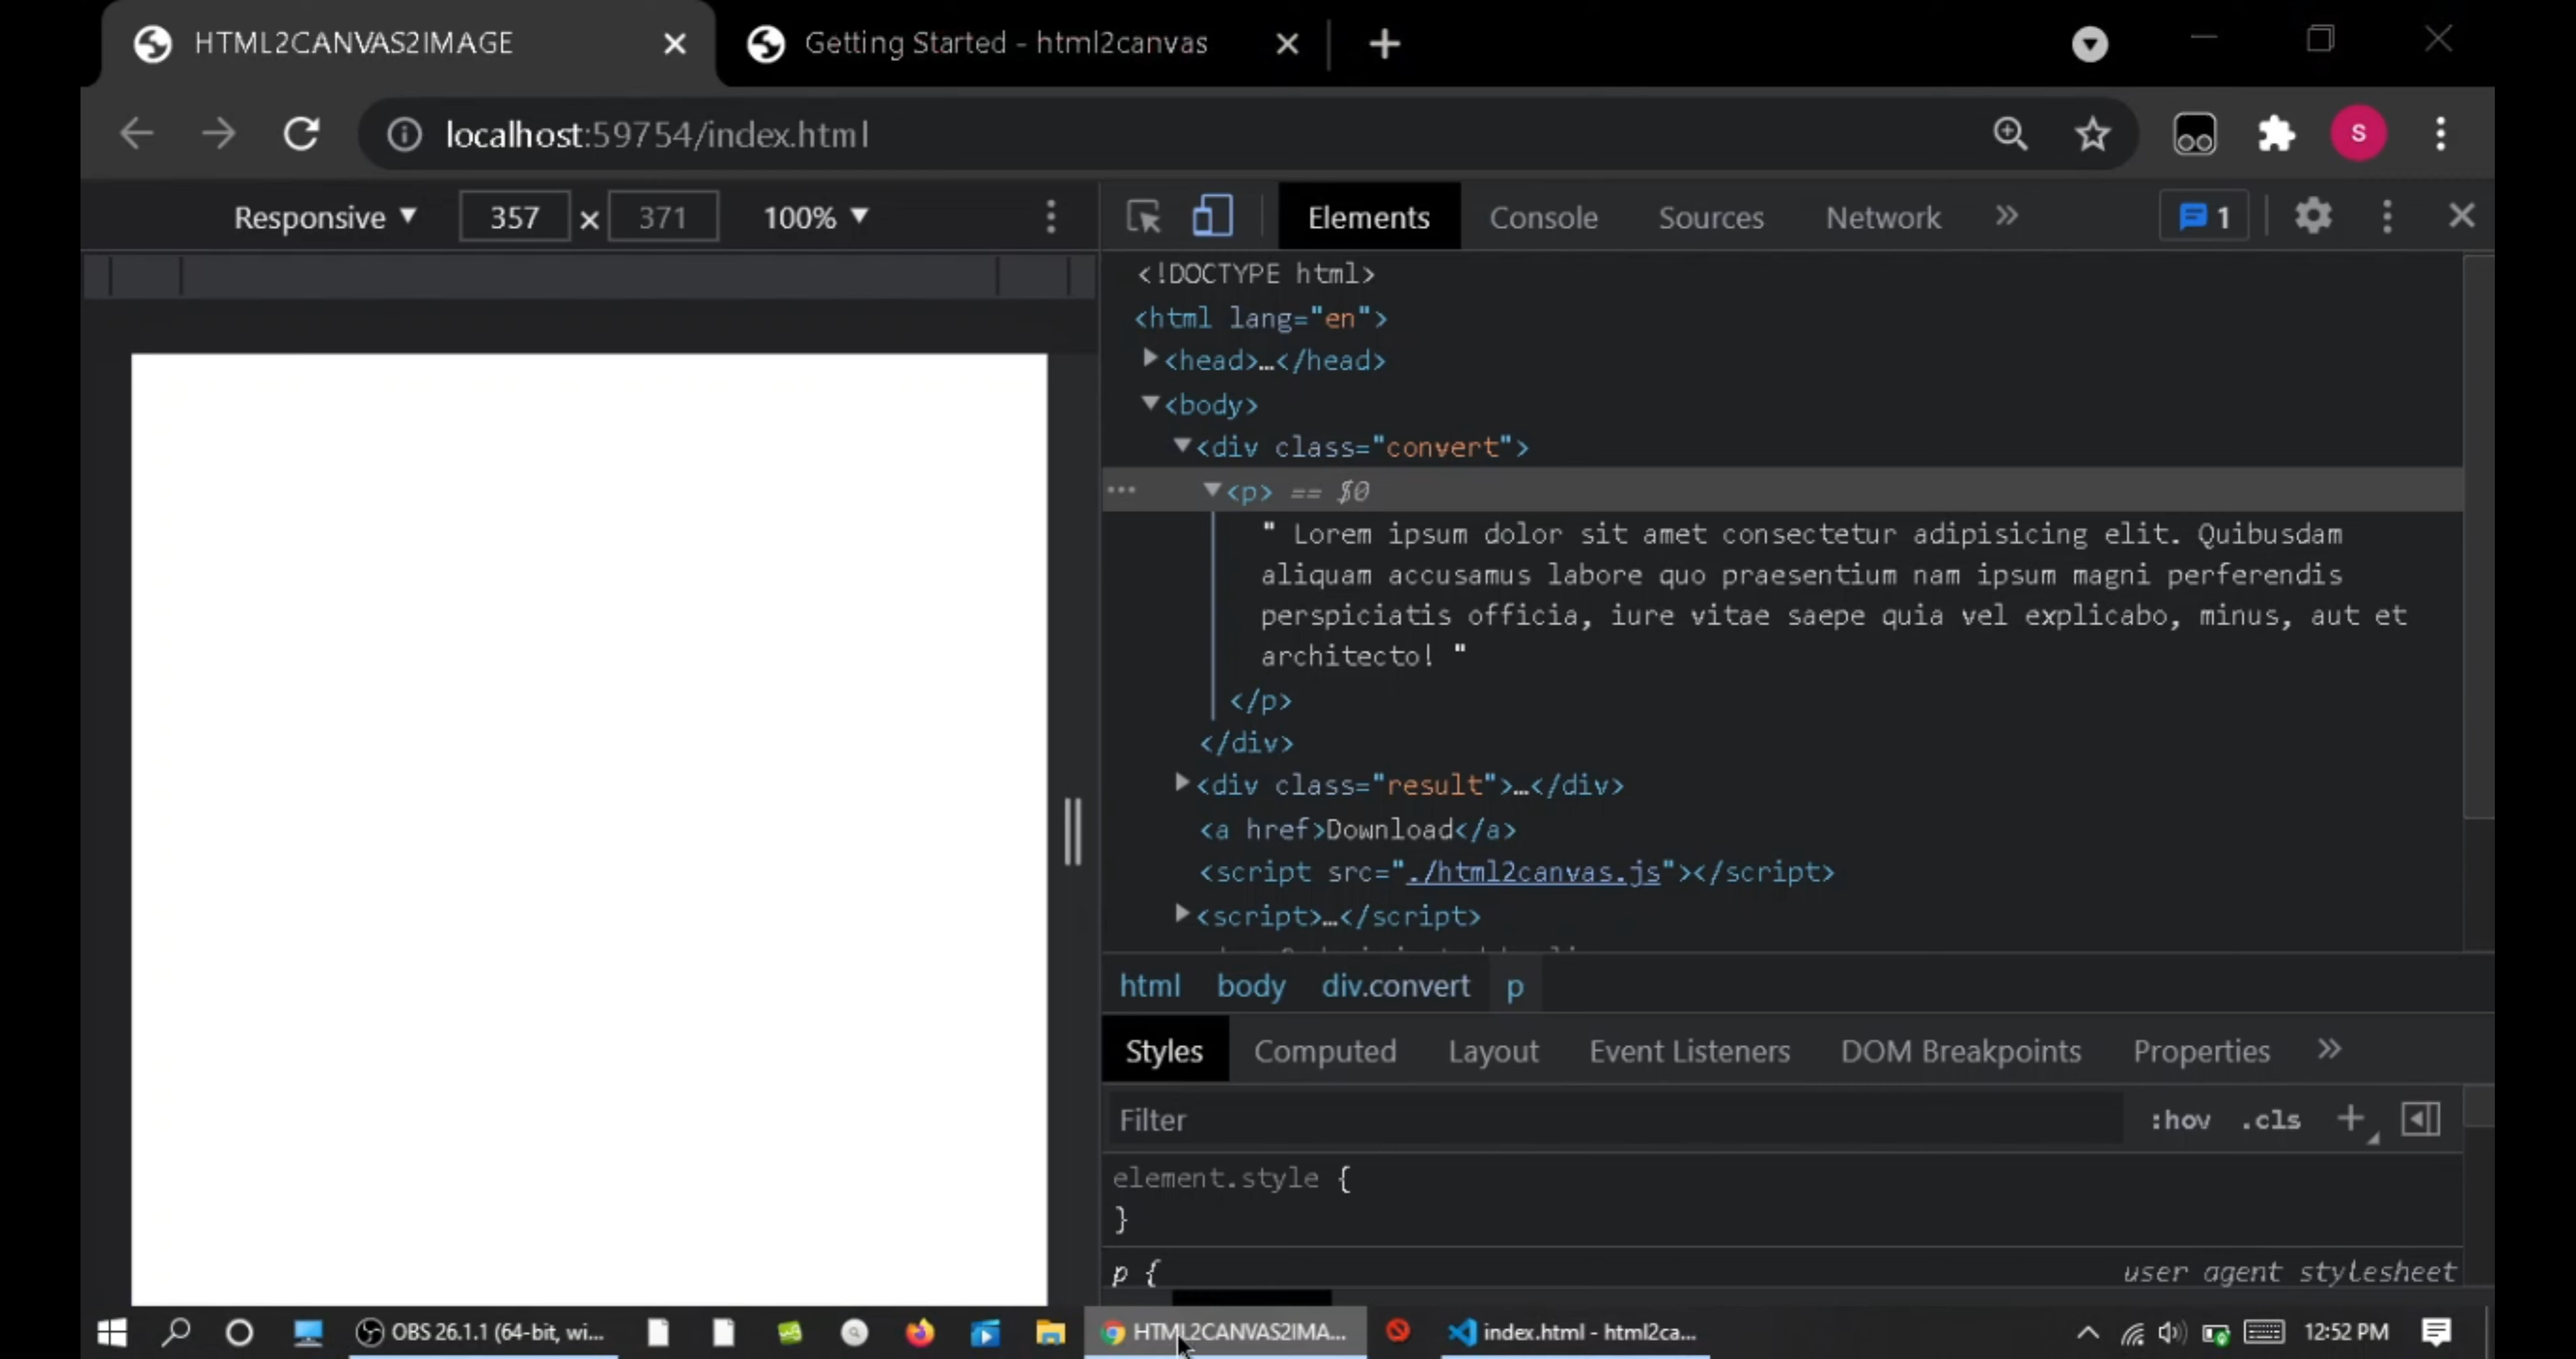 HTML2CANVAS2IMAGE
Getting Started - html2canvas
localhost:59754/index.html
S
Responsive
357 × 371
100%
Elements
Console
Sources
Network
1
<!DOCTYPE html>
<html lang="en">
<head>…</head>
<body>
<div class="convert">
<p> == $0
" Lorem ipsum dolor sit amet consectetur adipisicing elit. Quibusdam
aliquam accusamus labore quo praesentium nam ipsum magni perferendis
perspiciatis officia, iure vitae saepe quia vel explicabo, minus, aut et
architecto! "
</p>
</div>
<div class="result">…</div>
<a href>Download</a>
<script src="./html2canvas.js"></script>
<script>…</script>
html body div.convert p
Styles
Computed
Layout
Event Listeners
DOM Breakpoints
Properties
Filter
:hov .cls
element.style {
}
p {
user agent stylesheet
OBS 26.1.1 (64-bit, wi...
HTML2CANVAS2IMA...
index.html - html2ca...
12:52 PM